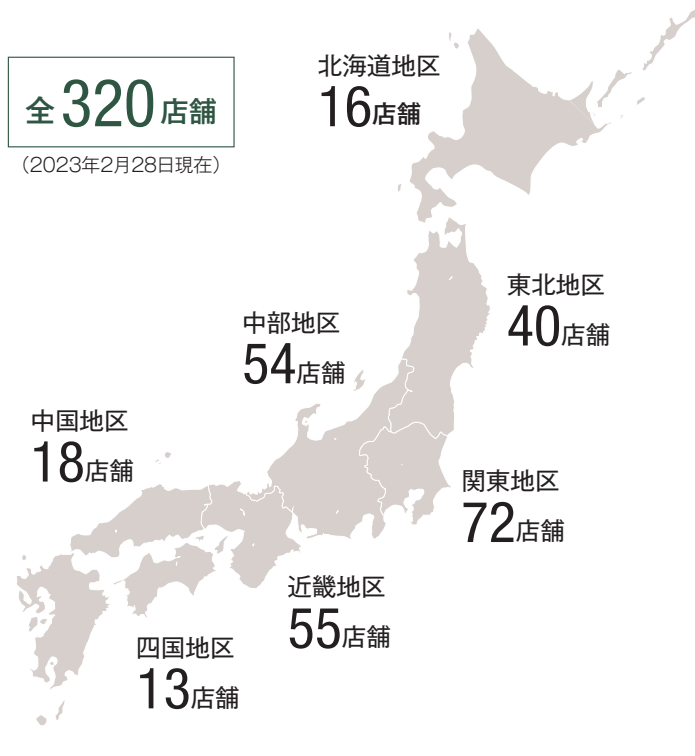 全320店舗
（2023年2月28日現在）
北海道地区
16店舗
東北地区
40店舗
中部地区
54店舗
中国地区
18店舗
関東地区
72店舗
近畿地区
55店舗
四国地区
13店舗